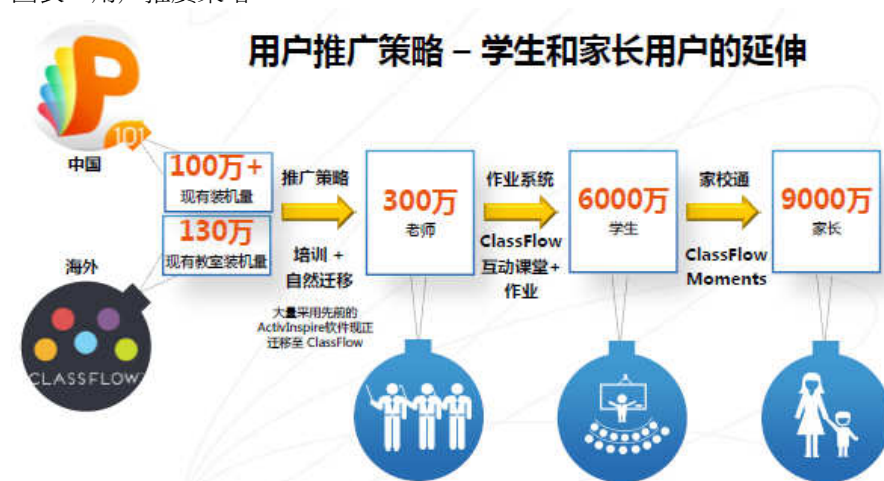 用户推广策略 – 学生和家长用户的延伸
P
101
中国
100万+
现有装机量
130万
现有教室装机量
海外
CLASSFLOW
推广策略
培训 +
自然迁移
大量采用先前的
ActivInspire软件现正
迁移至 ClassFlow
300万
老师
作业系统
ClassFlow
互动课堂+
作业
6000万
学生
家校通
ClassFlow
Moments
9000万
家长